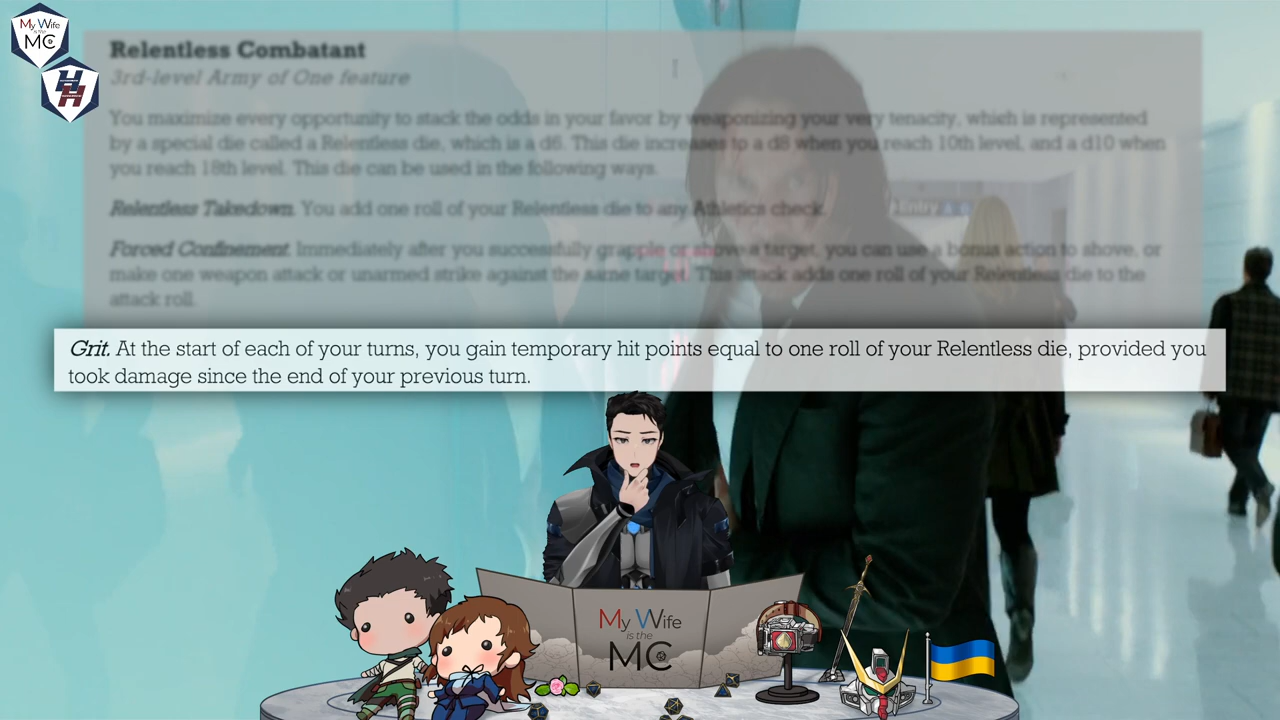 My Wife
is the
MC
HH
Relentless Combatant
3rd-level Army of One feature
You maximize every opportunity to stack the odds in your favor by weaponizing your very tenacity, which is represented
by a special die called a Relentless die, which is a d6. This die increases to a d8 when you reach 10th level, and a d10 when
you reach 18th level. This die can be used in the following ways.
Relentless Takedown. You add one roll of your Relentless die to any Athletics check.
Entry
Forced Confinement. Immediately after you successfully grapple or shove a target, you can use a bonus action to shove, or
make one weapon attack or unarmed strike against the same target. This attack adds one roll of your Relentless die to the
attack roll.
Grit. At the start of each of your turns, you gain temporary hit points equal to one roll of your Relentless die, provided you
took damage since the end of your previous turn.
My Wife
is the
MC